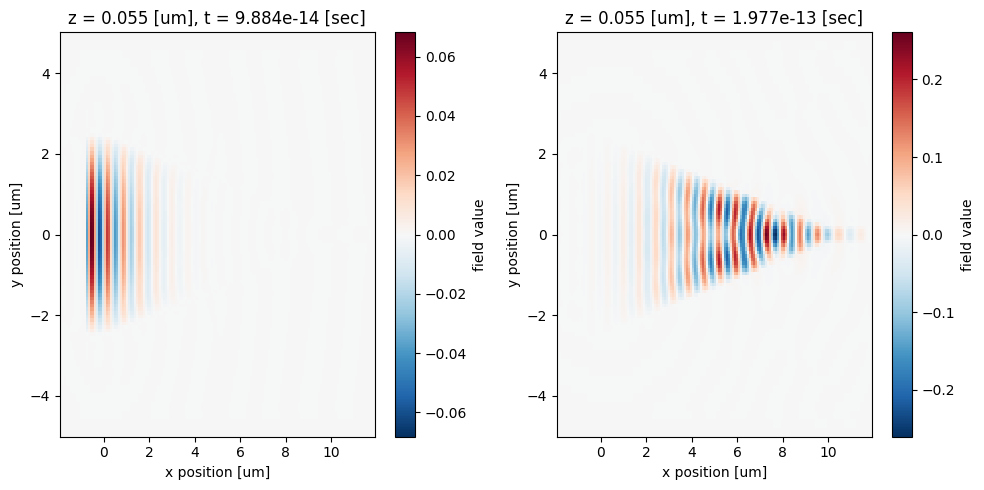 z = 0.055 [um], t = 9.884e-14 [sec]
4
2
0
−2
−4
y position [um]
0 2 4 6 8 10
x position [um]
0.06
0.04
0.02
0.00
−0.02
−0.04
−0.06
field value
z = 0.055 [um], t = 1.977e-13 [sec]
4
2
0
−2
−4
y position [um]
0 2 4 6 8 10
x position [um]
0.2
0.1
0.0
−0.1
−0.2
field value